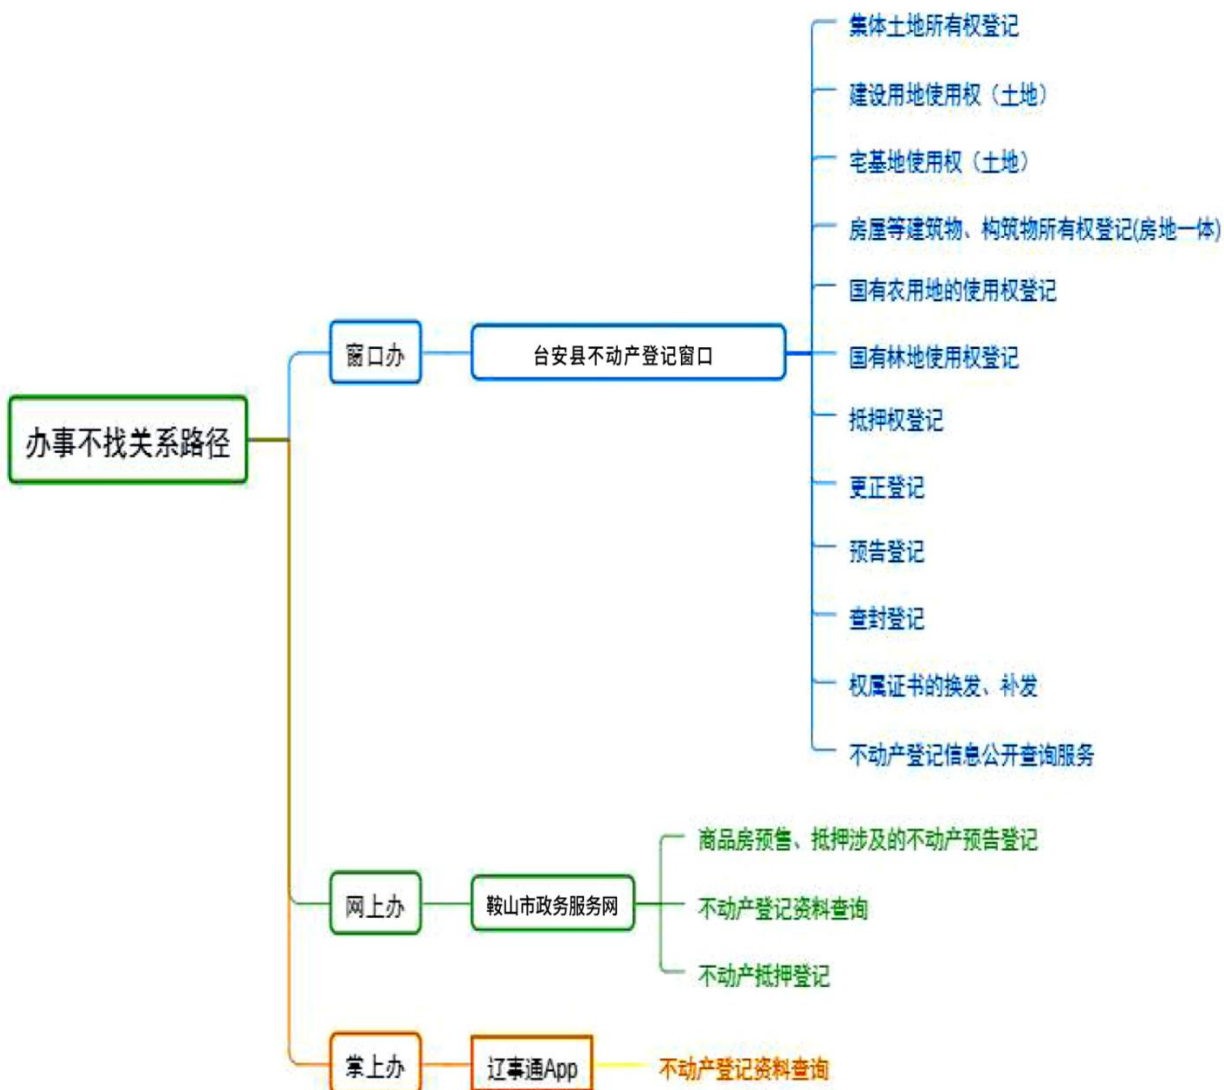 办事不找关系路径
窗口办
台安县不动产登记窗口
集体土地所有权登记
建设用地使用权（土地）
宅基地使用权（土地）
房屋等建筑物、构筑物所有权登记(房地一体)
国有农用地的使用权登记
国有林地使用权登记
抵押权登记
更正登记
预告登记
查封登记
权属证书的换发、补发
不动产登记信息公开查询服务
网上办
鞍山市政务服务网
商品房预售、抵押涉及的不动产预告登记
不动产登记资料查询
不动产抵押登记
掌上办
辽事通App
不动产登记资料查询